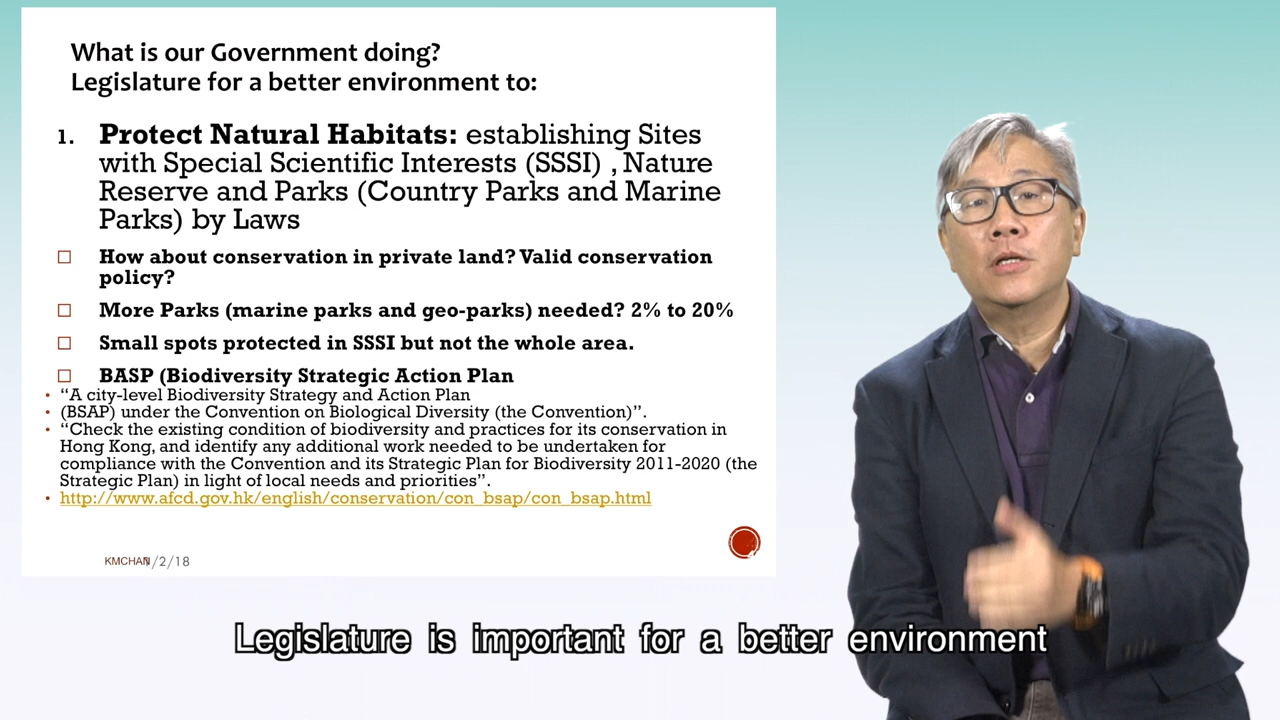 What is our Government doing?
Legislature for a better environment to:
1. Protect Natural Habitats: establishing Sites
with Special Scientific Interests (SSSI) , Nature
Reserve and Parks (Country Parks and Marine
Parks) by Laws
How about conservation in private land? Valid conservation
policy?
More Parks (marine parks and geo-parks) needed? 2% to 20%
Small spots protected in SSSI but not the whole area.
BASP (Biodiversity Strategic Action Plan
• “A city-level Biodiversity Strategy and Action Plan
• (BSAP) under the Convention on Biological Diversity (the Convention)”.
• “Check the existing condition of biodiversity and practices for its conservation in
Hong Kong, and identify any additional work needed to be undertaken for
compliance with the Convention and its Strategic Plan for Biodiversity 2011-2020 (the
Strategic Plan) in light of local needs and priorities”.
• http://www.afcd.gov.hk/english/conservation/con_bsap/con_bsap.html
KMCHAN /2/18
Legislature is important for a better environment